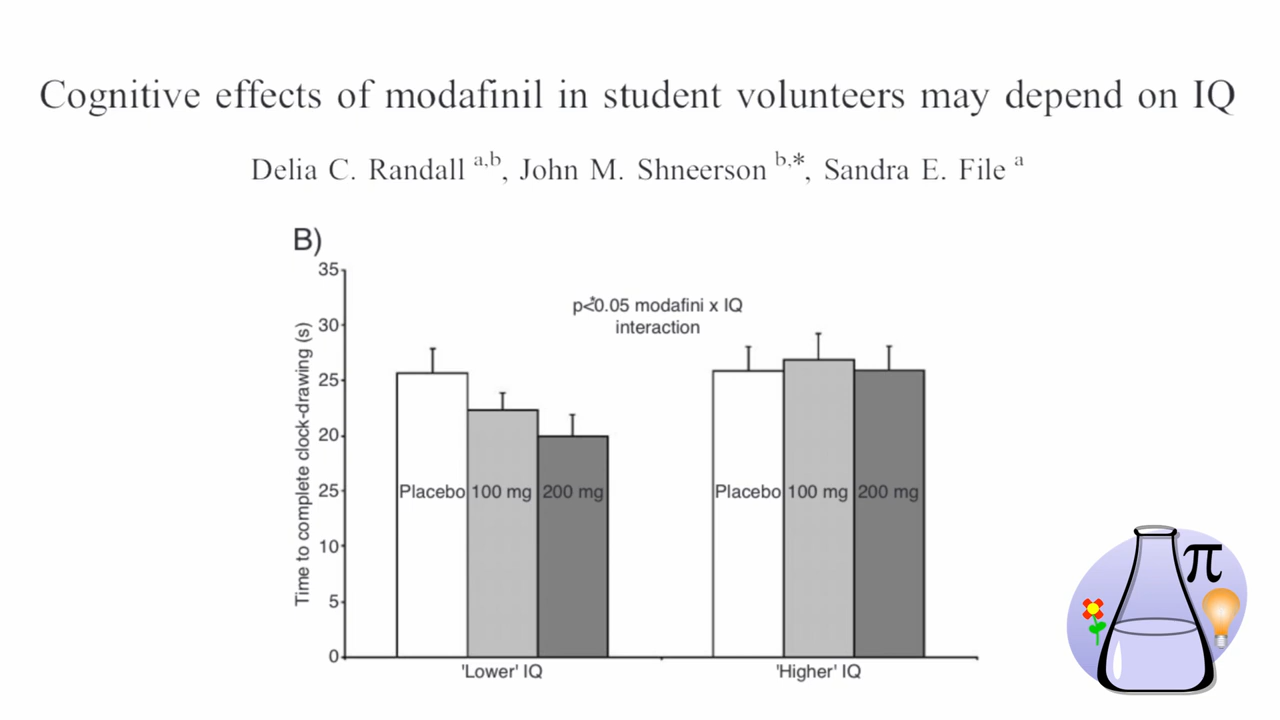 Cognitive effects of modafinil in student volunteers may depend on IQ
Delia C. Randall a,b, John M. Shneerson b,*, Sandra E. File a
B)
35
30
25
20
25
10
5
0
Time to complete clock-drawing (s)
p<*0.05 modafini x IQ
interaction
Placebo 100 mg 200 mg
Placebo 100 mg 200 mg
'Lower' IQ
'Higher' IQ
π